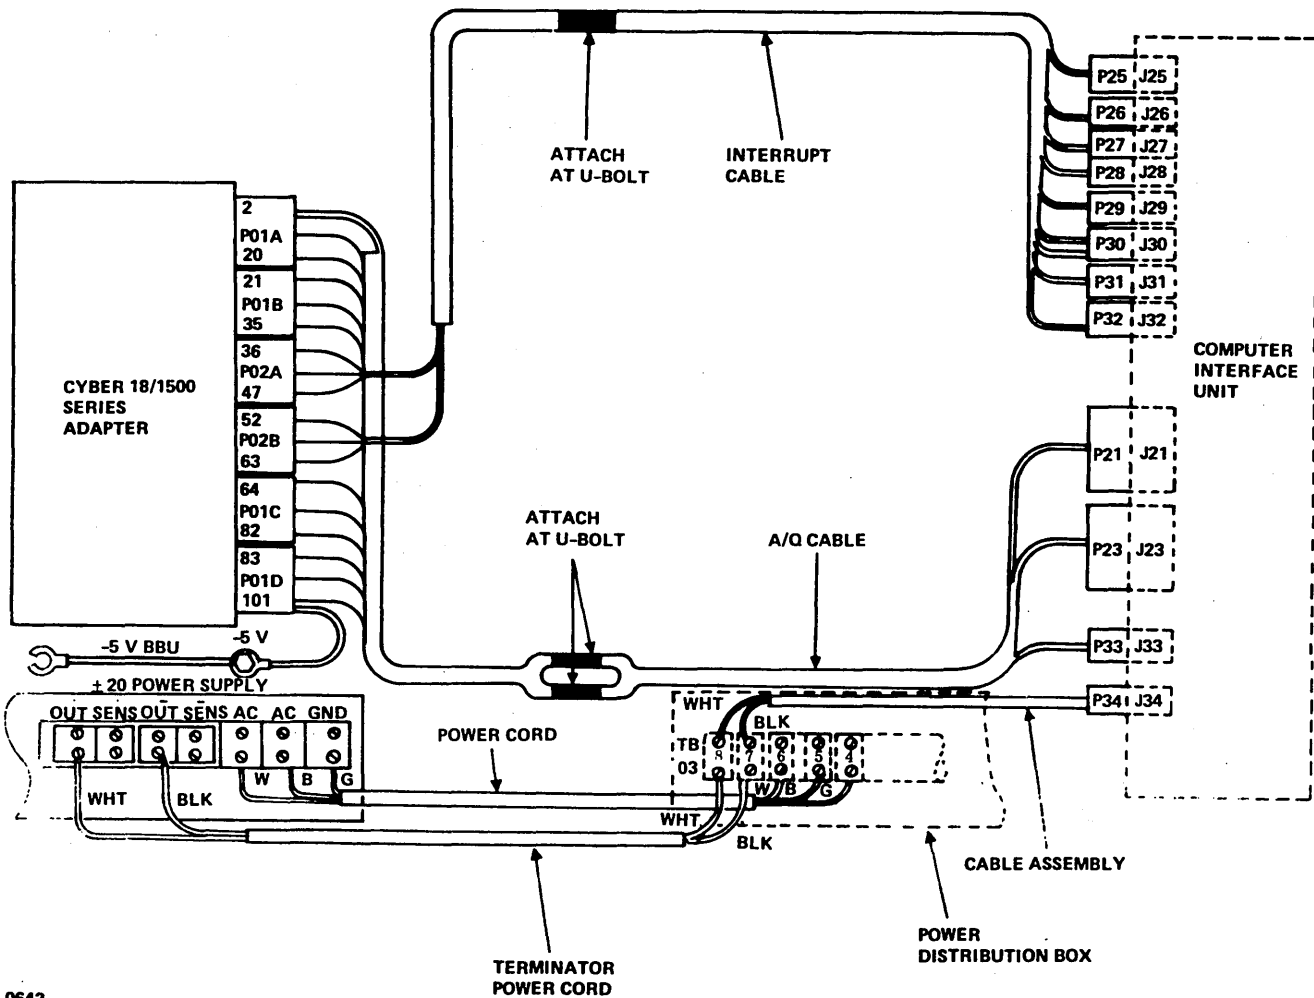 P25 J25
P26 J26
P27 J27
P28 J28
P29 J29
P30 J30
P31 J31
P32 J32
ATTACH
AT U-BOLT
INTERRUPT
CABLE
CYBER 18/1500
SERIES
ADAPTER
2
P01A
20
21
P01B
35
36
P02A
47
52
P02B
63
64
P01C
82
83
P01D
101
COMPUTER
INTERFACE
UNIT
P21 J21
P23 J23
P33 J33
P34 J34
ATTACH
AT U-BOLT
A/Q CABLE
-5 V BBU
-5 V
± 20 POWER SUPPLY
OUT SENS OUT SENS AC AC GND
W B G
WHT
BLK
POWER CORD
WHT
BLK
TB
03
8 7 6 5 4
W B G
WHT
BLK
CABLE ASSEMBLY
POWER
DISTRIBUTION BOX
TERMINATOR
POWER CORD